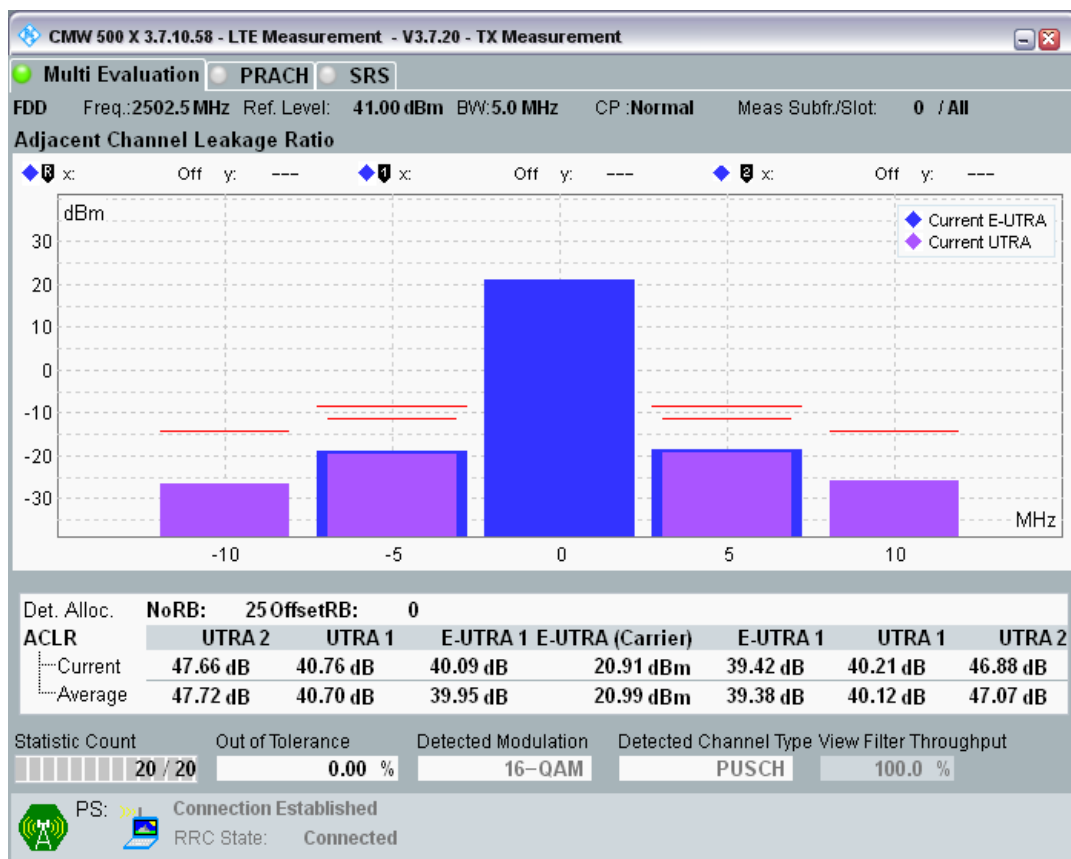 CMW 500 X 3.7.10.58 - LTE Measurement - V3.7.20 - TX Measurement
Multi Evaluation PRACH SRS
FDD Freq.:2502.5 MHz Ref. Level: 41.00 dBm BW:5.0 MHz CP :Normal Meas Subfr./Slot: 0 / All
Adjacent Channel Leakage Ratio
R x: Off y: --- 1 x: Off y: --- 2 x: Off y: ---
dBm
Current E-UTRA
Current UTRA
30
20
10
0
-10
-20
-30
MHz
-10 -5 0 5 10
Det. Alloc. NoRB: 25 OffsetRB: 0
ACLR UTRA 2 UTRA 1 E-UTRA 1 E-UTRA (Carrier) E-UTRA 1 UTRA 1 UTRA 2
Current 47.66 dB 40.76 dB 40.09 dB 20.91 dBm 39.42 dB 40.21 dB 46.88 dB
Average 47.72 dB 40.70 dB 39.95 dB 20.99 dBm 39.38 dB 40.12 dB 47.07 dB
Statistic Count Out of Tolerance Detected Modulation Detected Channel Type View Filter Throughput
20 / 20 0.00 % 16-QAM PUSCH 100.0 %
PS: Connection Established
RRC State: Connected